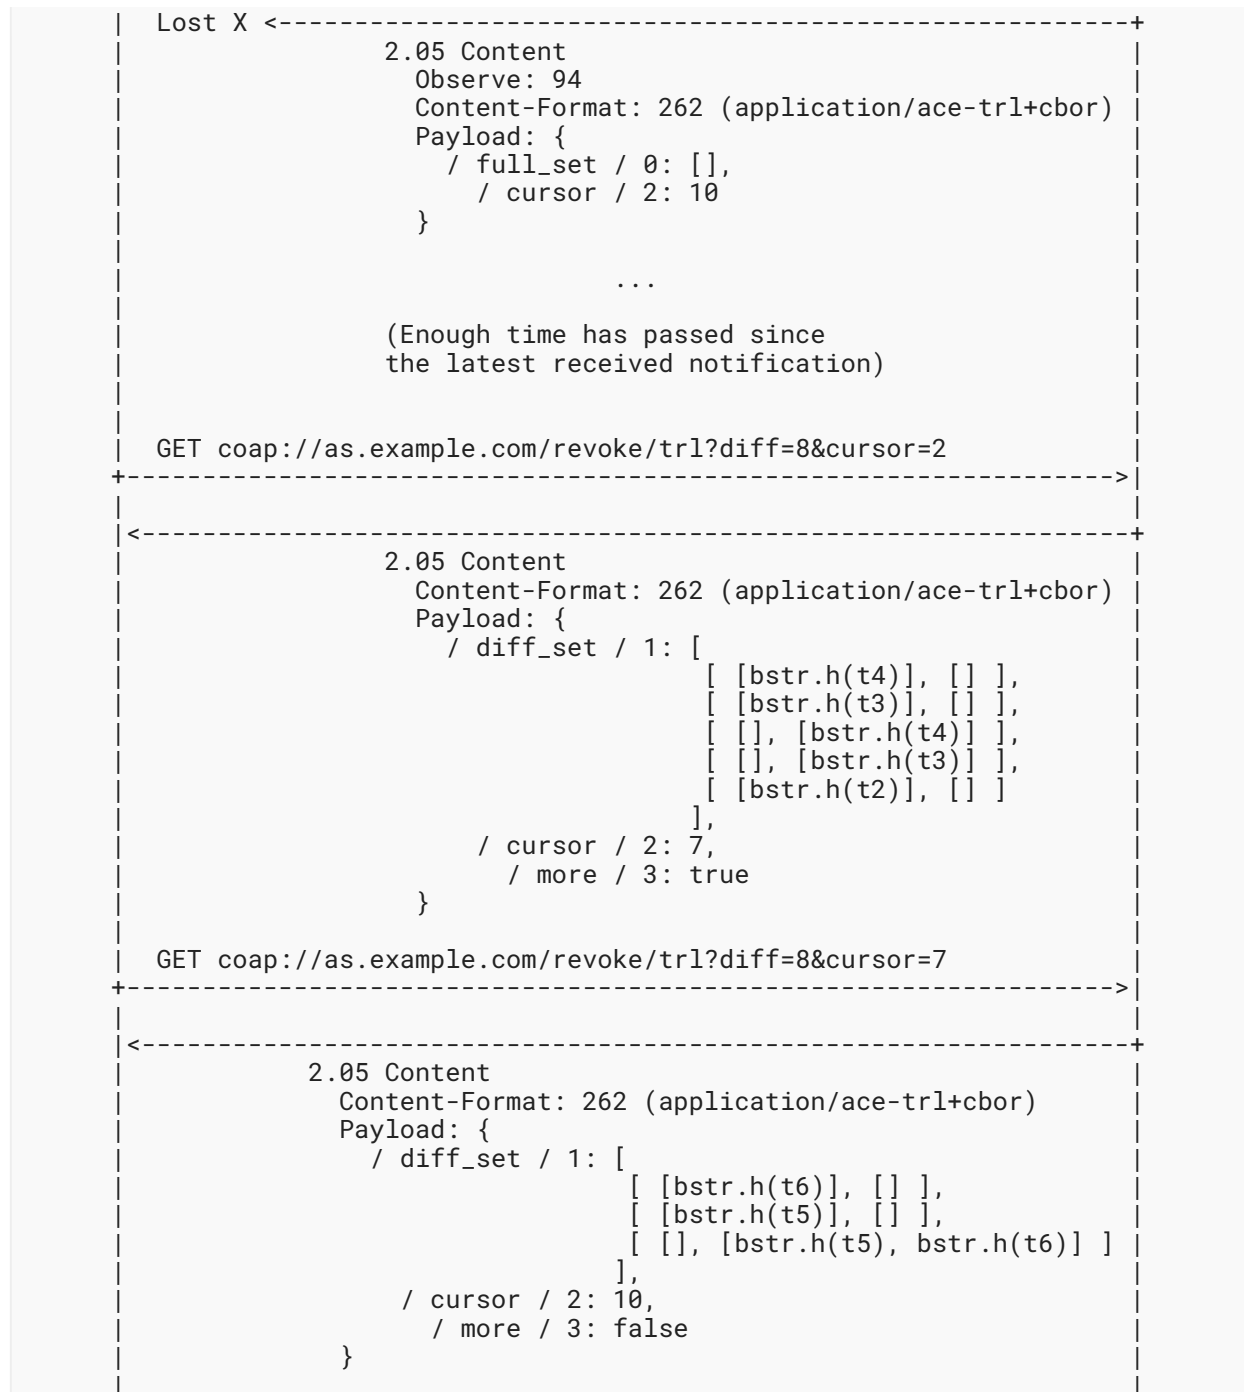 |  Lost X <--------------------------------------------------------+
|                 2.05 Content                                      |
|                   Observe: 94                                     |
|                   Content-Format: 262 (application/ace-trl+cbor) |
|                   Payload: {                                      |
|                     / full_set / 0: [],                           |
|                       / cursor / 2: 10                            |
|                   }                                               |
|                                                                   |
|                                ...                                |
|                                                                   |
|                 (Enough time has passed since                     |
|                 the latest received notification)                 |
|                                                                   |
|                                                                   |
|  GET coap://as.example.com/revoke/trl?diff=8&cursor=2             |
+------------------------------------------------------------------>|
|                                                                   |
|<------------------------------------------------------------------+
|                 2.05 Content                                      |
|                   Content-Format: 262 (application/ace-trl+cbor) |
|                   Payload: {                                      |
|                     / diff_set / 1: [                             |
|                                      [ [bstr.h(t4)], [] ],        |
|                                      [ [bstr.h(t3)], [] ],        |
|                                      [ [], [bstr.h(t4)] ],        |
|                                      [ [], [bstr.h(t3)] ],        |
|                                      [ [bstr.h(t2)], [] ]         |
|                                     ],                            |
|                       / cursor / 2: 7,                            |
|                         / more / 3: true                          |
|                   }                                               |
|                                                                   |
|  GET coap://as.example.com/revoke/trl?diff=8&cursor=7             |
+------------------------------------------------------------------>|
|                                                                   |
|<------------------------------------------------------------------+
|            2.05 Content                                           |
|              Content-Format: 262 (application/ace-trl+cbor)       |
|              Payload: {                                           |
|                / diff_set / 1: [                                  |
|                                 [ [bstr.h(t6)], [] ],             |
|                                 [ [bstr.h(t5)], [] ],             |
|                                 [ [], [bstr.h(t5), bstr.h(t6)] ] |
|                                ],                                 |
|                  / cursor / 2: 10,                                |
|                    / more / 3: false                              |
|              }                                                    |
|                                                                   |